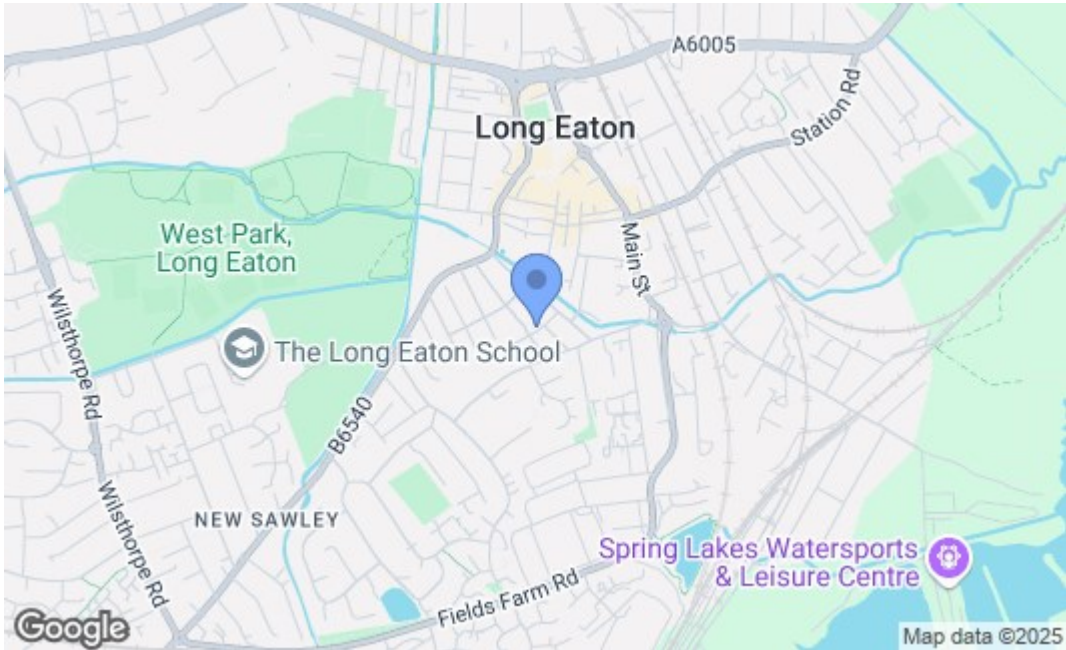 A6005
Long Eaton
Station Rd
West Park,
Long Eaton
Main St
Wilsthorpe Rd
The Long Eaton School
B6540
Wilsthorpe Rd
NEW SAWLEY
Spring Lakes Watersports
& Leisure Centre
Fields Farm Rd
Google
Map data ©2025